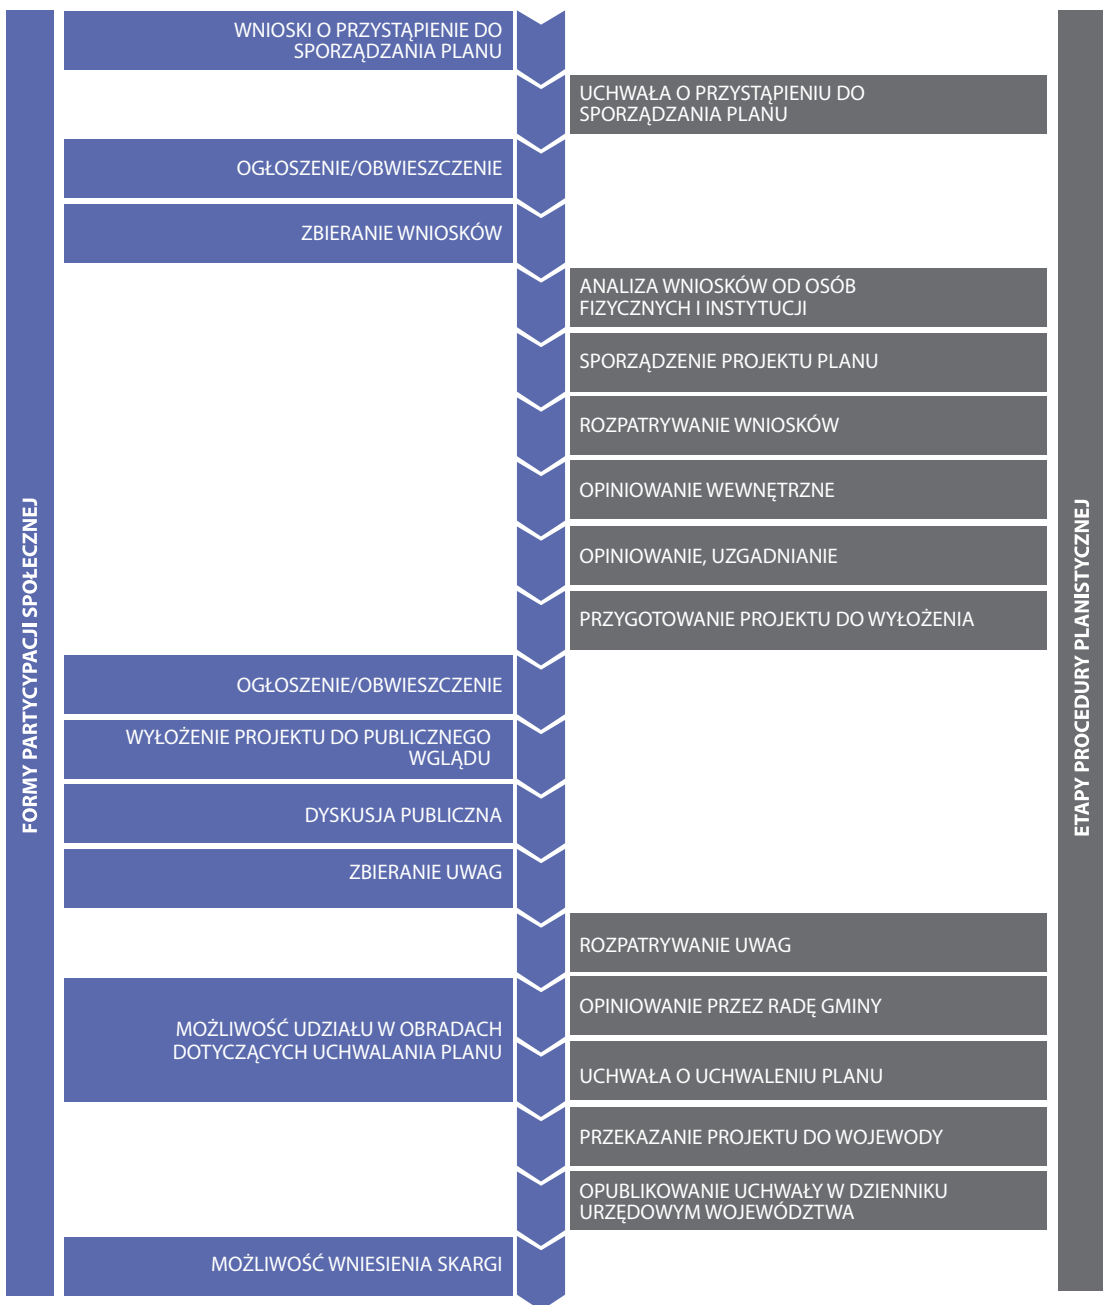 FORMY PARTYCYPACJI SPOŁECZNEJ
WNIOSKI O PRZYSTĄPIENIE DO
SPORZĄDZANIA PLANU
UCHWAŁA O PRZYSTĄPIENIU DO
SPORZĄDZANIA PLANU
OGŁOSZENIE/OBWIESZCZENIE
ZBIERANIE WNIOSKÓW
ANALIZA WNIOSKÓW OD OSÓB
FIZYCZNYCH I INSTYTUCJI
SPORZĄDZENIE PROJEKTU PLANU
ROZPATRYWANIE WNIOSKÓW
OPINIOWANIE WEWNĘTRZNE
OPINIOWANIE, UZGADNIANIE
PRZYGOTOWANIE PROJEKTU DO WYŁOŻENIA
OGŁOSZENIE/OBWIESZCZENIE
WYŁOŻENIE PROJEKTU DO PUBLICZNEGO
WGLĄDU
DYSKUSJA PUBLICZNA
ZBIERANIE UWAG
ROZPATRYWANIE UWAG
OPINIOWANIE PRZEZ RADĘ GMINY
MOŻLIWOŚĆ UDZIAŁU W OBRADACH
DOTYCZĄCYCH UCHWALANIA PLANU
UCHWAŁA O UCHWALENIU PLANU
PRZEKAZANIE PROJEKTU DO WOJEWODY
OPUBLIKOWANIE UCHWAŁY W DZIENNIKU
URZĘDOWYM WOJEWÓDZTWA
MOŻLIWOŚĆ WNIESIENIA SKARGI
ETAPY PROCEDURY PLANISTYCZNEJ